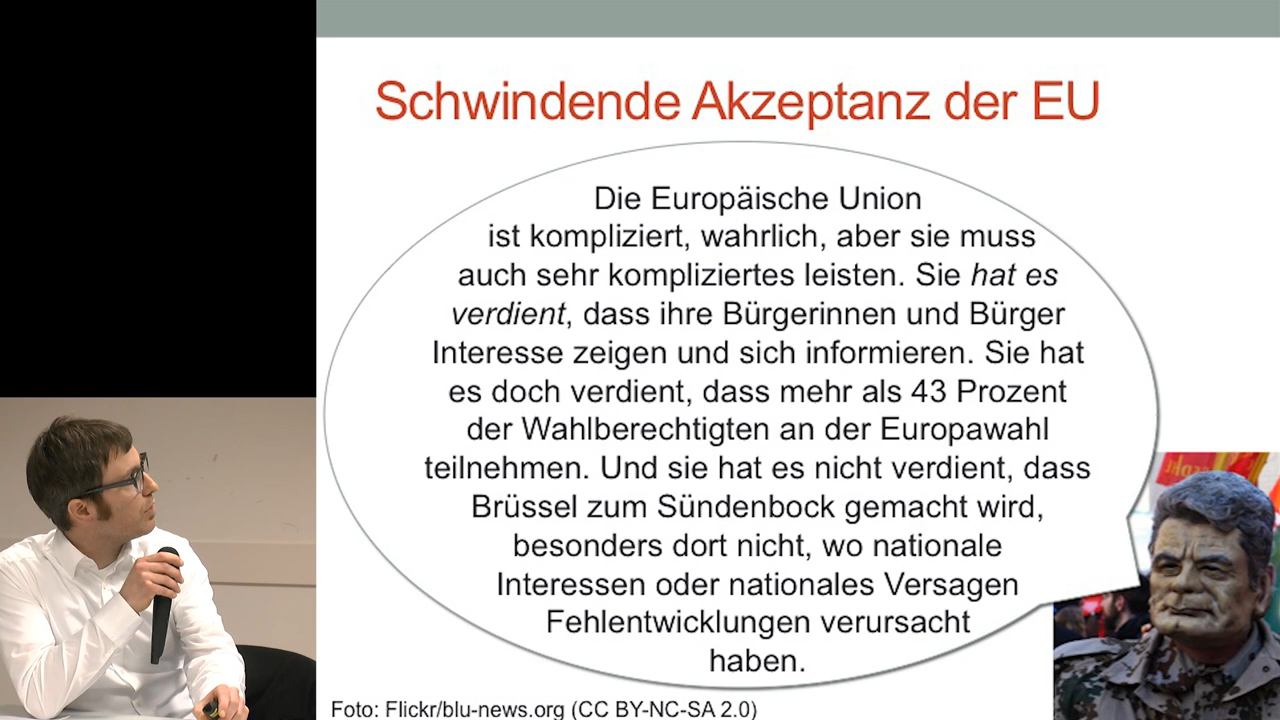 Schwindende Akzeptanz der EU
Die Europäische Union
ist kompliziert, wahrlich, aber sie muss
auch sehr kompliziertes leisten. Sie hat es
verdient, dass ihre Bürgerinnen und Bürger
Interesse zeigen und sich informieren. Sie hat
es doch verdient, dass mehr als 43 Prozent
der Wahlberechtigten an der Europawahl
teilnehmen. Und sie hat es nicht verdient, dass
Brüssel zum Sündenbock gemacht wird,
besonders dort nicht, wo nationale
Interessen oder nationales Versagen
Fehlentwicklungen verursacht
haben.
Foto: Flickr/blu-news.org (CC BY-NC-SA 2.0)